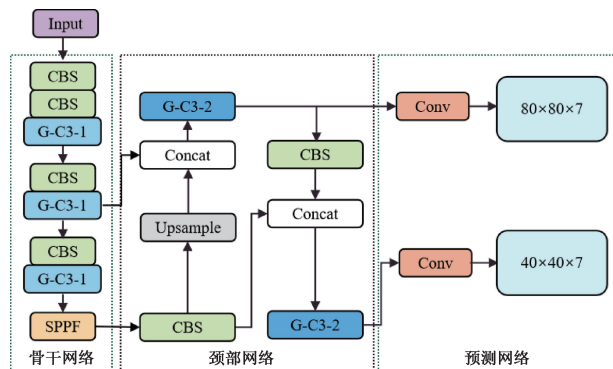 Input
CBS
CBS
G-C3-1
CBS
G-C3-1
CBS
G-C3-1
SPPF
骨干网络
G-C3-2
Concat
Upsample
CBS
CBS
Concat
G-C3-2
颈部网络
Conv
80×80×7
Conv
40×40×7
预测网络